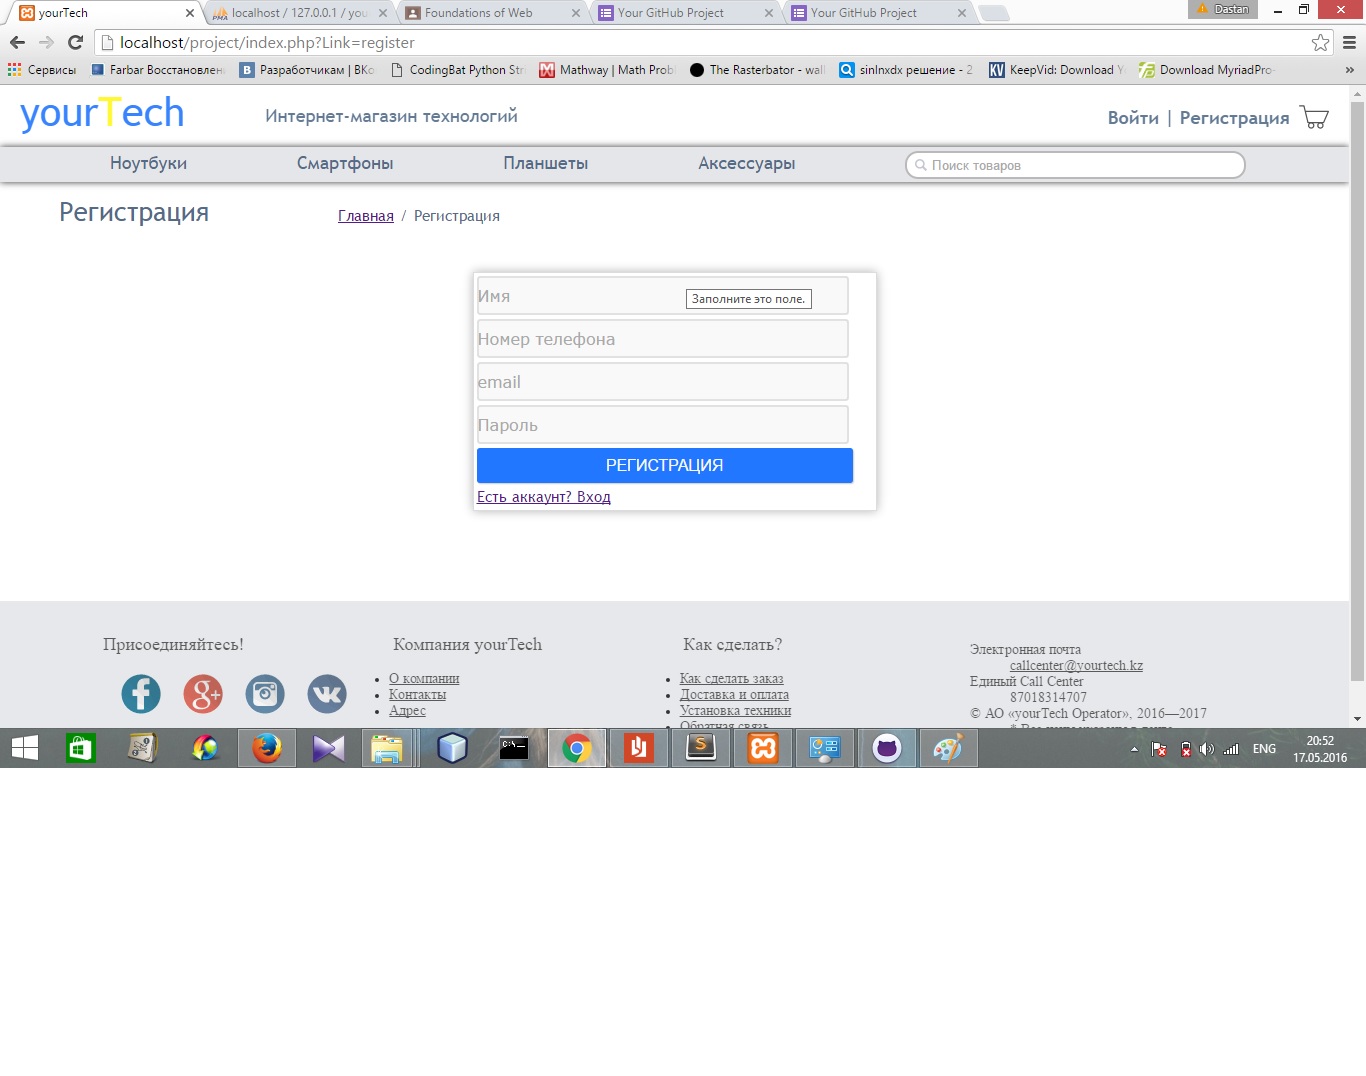 yourTech
localhost / 127.0.0.1 / you
Foundations of Web
Your GitHub Project
Your GitHub Project
Dastan
localhost/project/index.php?Link=register
Сервисы
Farbar Восстановлен
Разработчикам | ВКо
CodingBat Python Str
Mathway | Math Prob
The Rasterbator - wal
sinlnxdx решение - 2
KeepVid: Download Y
Download MyriadPro-
»
yourTech
Интернет-магазин технологий
Войти | Регистрация
Ноутбуки
Смартфоны
Планшеты
Аксессуары
Поиск товаров
Регистрация
Главная / Регистрация
Имя
Заполните это поле.
Номер телефона
email
Пароль
РЕГИСТРАЦИЯ
Есть аккаунт? Вход
Присоединяйтесь!
Компания yourTech
О компании
Контакты
Адрес
Как сделать?
Как сделать заказ
Доставка и оплата
Установка техники
Обратная связь
Электронная почта
callcenter@yourtech.kz
Единый Call Center
87018314707
© АО «yourTech Operator», 2016—2017
ENG
20:52
17.05.2016